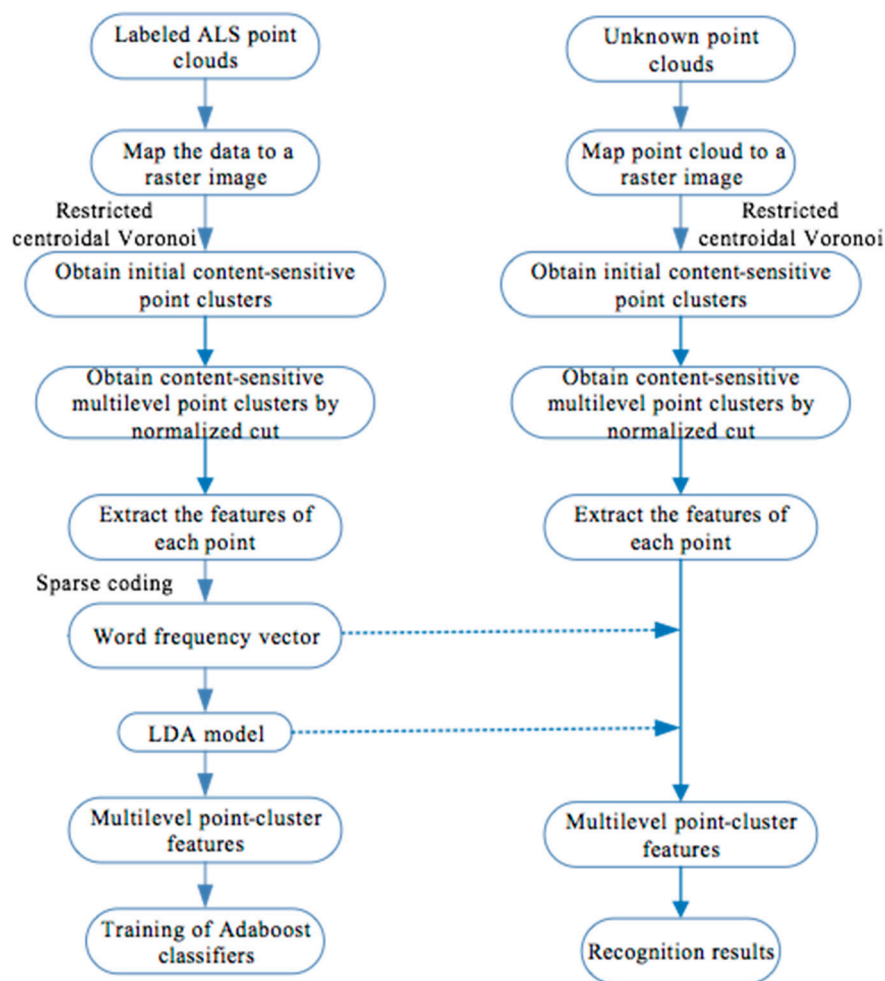 Labeled ALS point
clouds
Map the data to a
raster image
Restricted
centroidal Voronoi
Obtain initial content-sensitive
point clusters
Obtain content-sensitive
multilevel point clusters by
normalized cut
Extract the features of
each point
Sparse coding
Word frequency vector
LDA model
Multilevel point-cluster
features
Training of Adaboost
classifiers
Unknown point
clouds
Map point cloud to a
raster image
Restricted
centroidal Voronoi
Obtain initial content-sensitive
point clusters
Obtain content-sensitive
multilevel point clusters by
normalized cut
Extract the features of
each point
Multilevel point-cluster
features
Recognition results